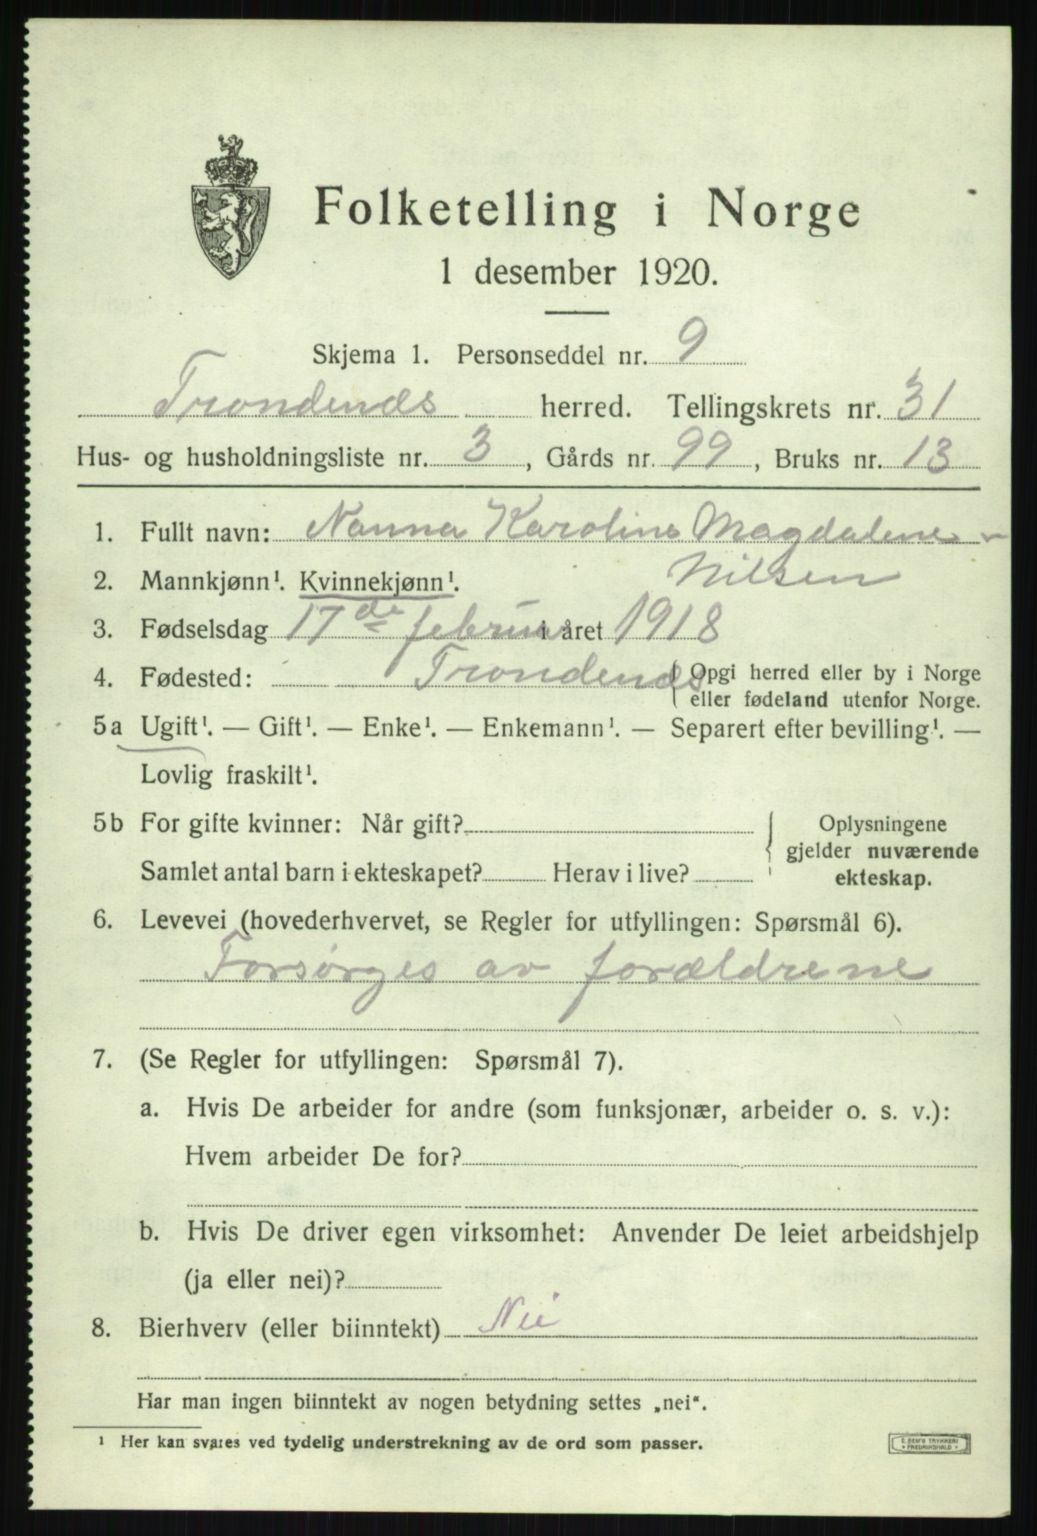 Folketelling i Norge
1 desember 1920.
Skjema 1. Personseddel nr. 9
Trondenæs herred. Tellingskrets nr. 31
Hus- og husholdningsliste nr. 3, Gårds nr. 99, Bruks nr. 13
1. Fullt navn: Nanna Karoline Magdalene -
Nilsen
2. Mannkjønn¹. Kvinnekjønn¹.
3. Fødselsdag 17de februar i året 1918
4. Fødested: Trondenæs { Opgi herred eller by i Norge
eller fødeland utenfor Norge.
5a Ugift¹. — Gift¹. — Enke¹. — Enkemann¹. — Separert efter bevilling¹. —
Lovlig fraskilt¹.
5b For gifte kvinner: Når gift? } Oplysningene
gjelder nuværende
Samlet antal barn i ekteskapet? Herav i live? ekteskap.
6. Levevei (hovederhvervet, se Regler for utfyllingen: Spørsmål 6).
Forsørges av forældrene
7. (Se Regler for utfyllingen: Spørsmål 7).
a. Hvis De arbeider for andre (som funksjonær, arbeider o. s. v.):
Hvem arbeider De for?
b. Hvis De driver egen virksomhet: Anvender De leiet arbeidshjelp
(ja eller nei)?
8. Bierhverv (eller biinntekt) Nei
Har man ingen biinntekt av nogen betydning settes „nei“.
¹ Her kan svares ved tydelig understrekning av de ord som passer.